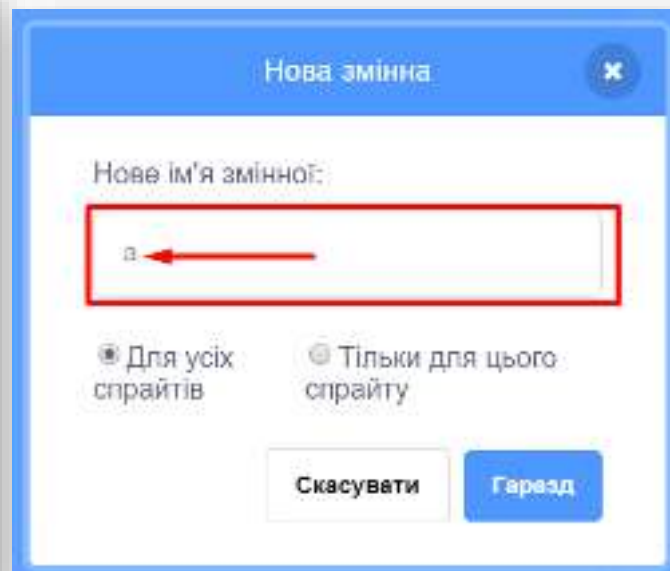 Нова змінна
Нове ім'я змінної:
а
Для усіх
спрайтів
Тільки для цього
спрайту
Скасувати
Гаразд